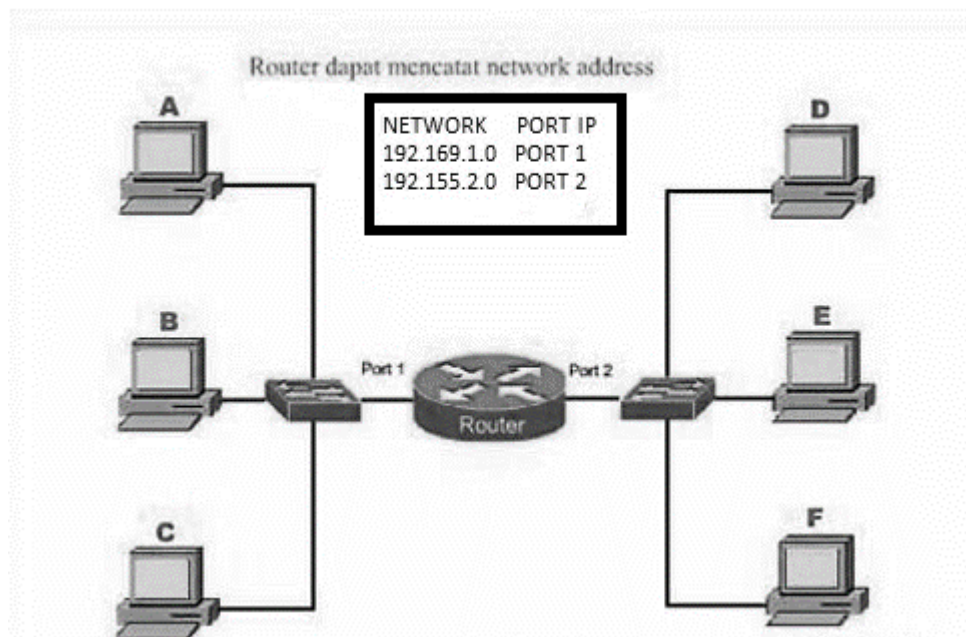 Router dapat mencatat network address
NETWORK PORT IP
192.169.1.0 PORT 1
192.155.2.0 PORT 2
A
D
B
E
Port 1
Port 2
Router
C
F